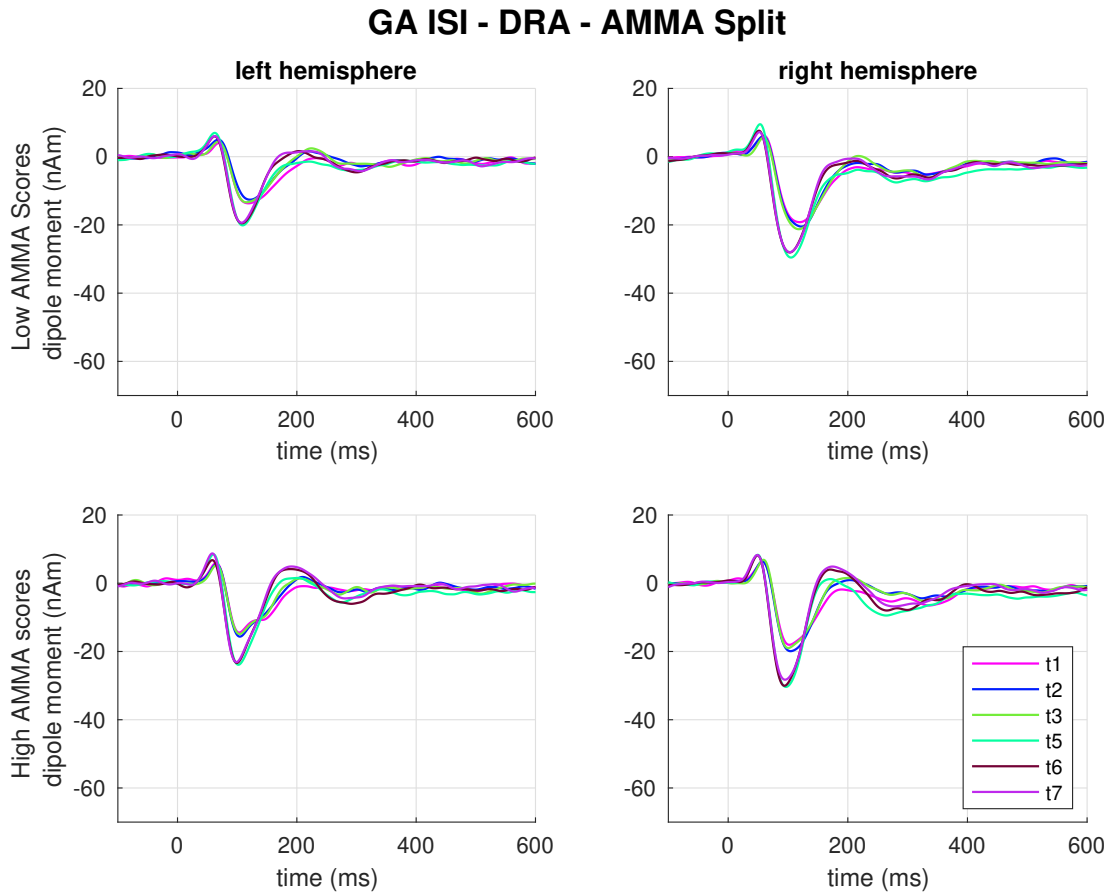 GA ISI - DRA - AMMA Split
left hemisphere
right hemisphere
Low AMMA Scores
dipole moment (nAm)
20
0
-20
-40
-60
0
200
400
600
time (ms)
20
0
-20
-40
-60
0
200
400
600
time (ms)
High AMMA scores
dipole moment (nAm)
20
0
-20
-40
-60
0
200
400
600
time (ms)
20
0
-20
-40
-60
0
200
400
600
time (ms)
t1
t2
t3
t5
t6
t7